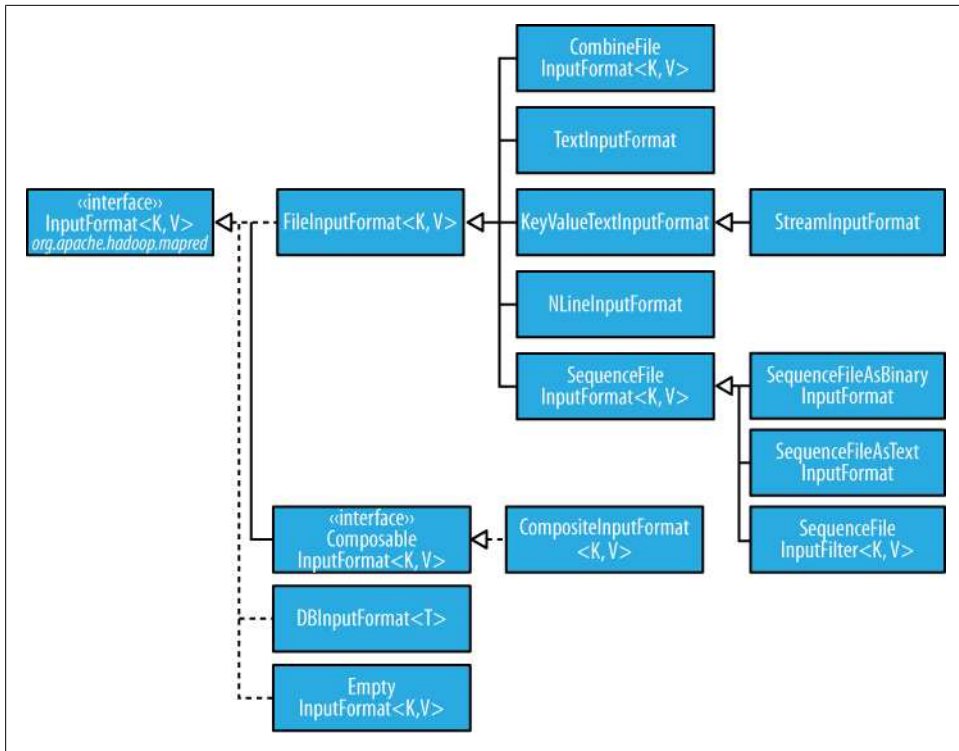 CombineFile
InputFormat<K, V>
TextInputFormat
‹‹interface››
InputFormat<K, V>
org.apache.hadoop.mapred
FileInputFormat<K, V>
KeyValueTextInputFormat
StreamInputFormat
NLineInputFormat
SequenceFile
InputFormat<K, V>
SequenceFileAsBinary
InputFormat
SequenceFileAsText
InputFormat
‹‹interface››
Composable
InputFormat<K, V>
CompositeInputFormat
<K, V>
SequenceFile
InputFilter<K, V>
DBInputFormat<T>
Empty
InputFormat<K,V>